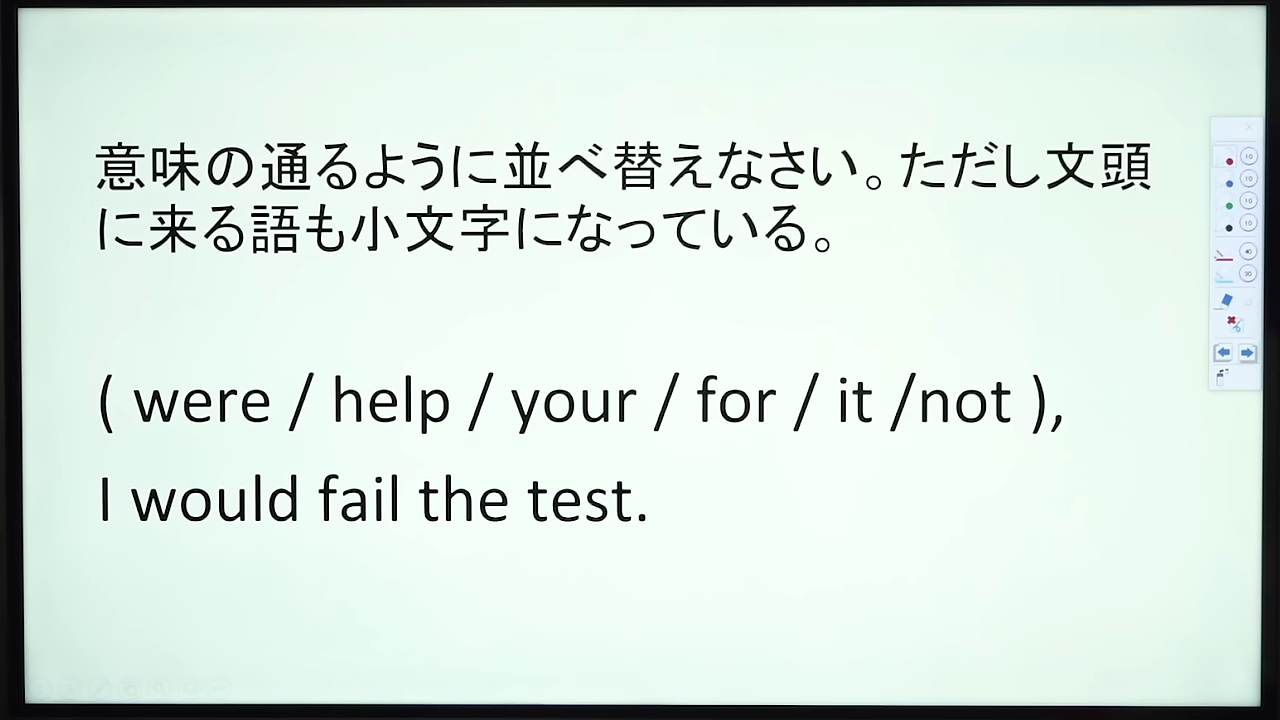 意味の通るように並べ替えなさい。ただし文頭
に来る語も小文字になっている。
( were / help / your / for / it /not ),
I would fail the test.